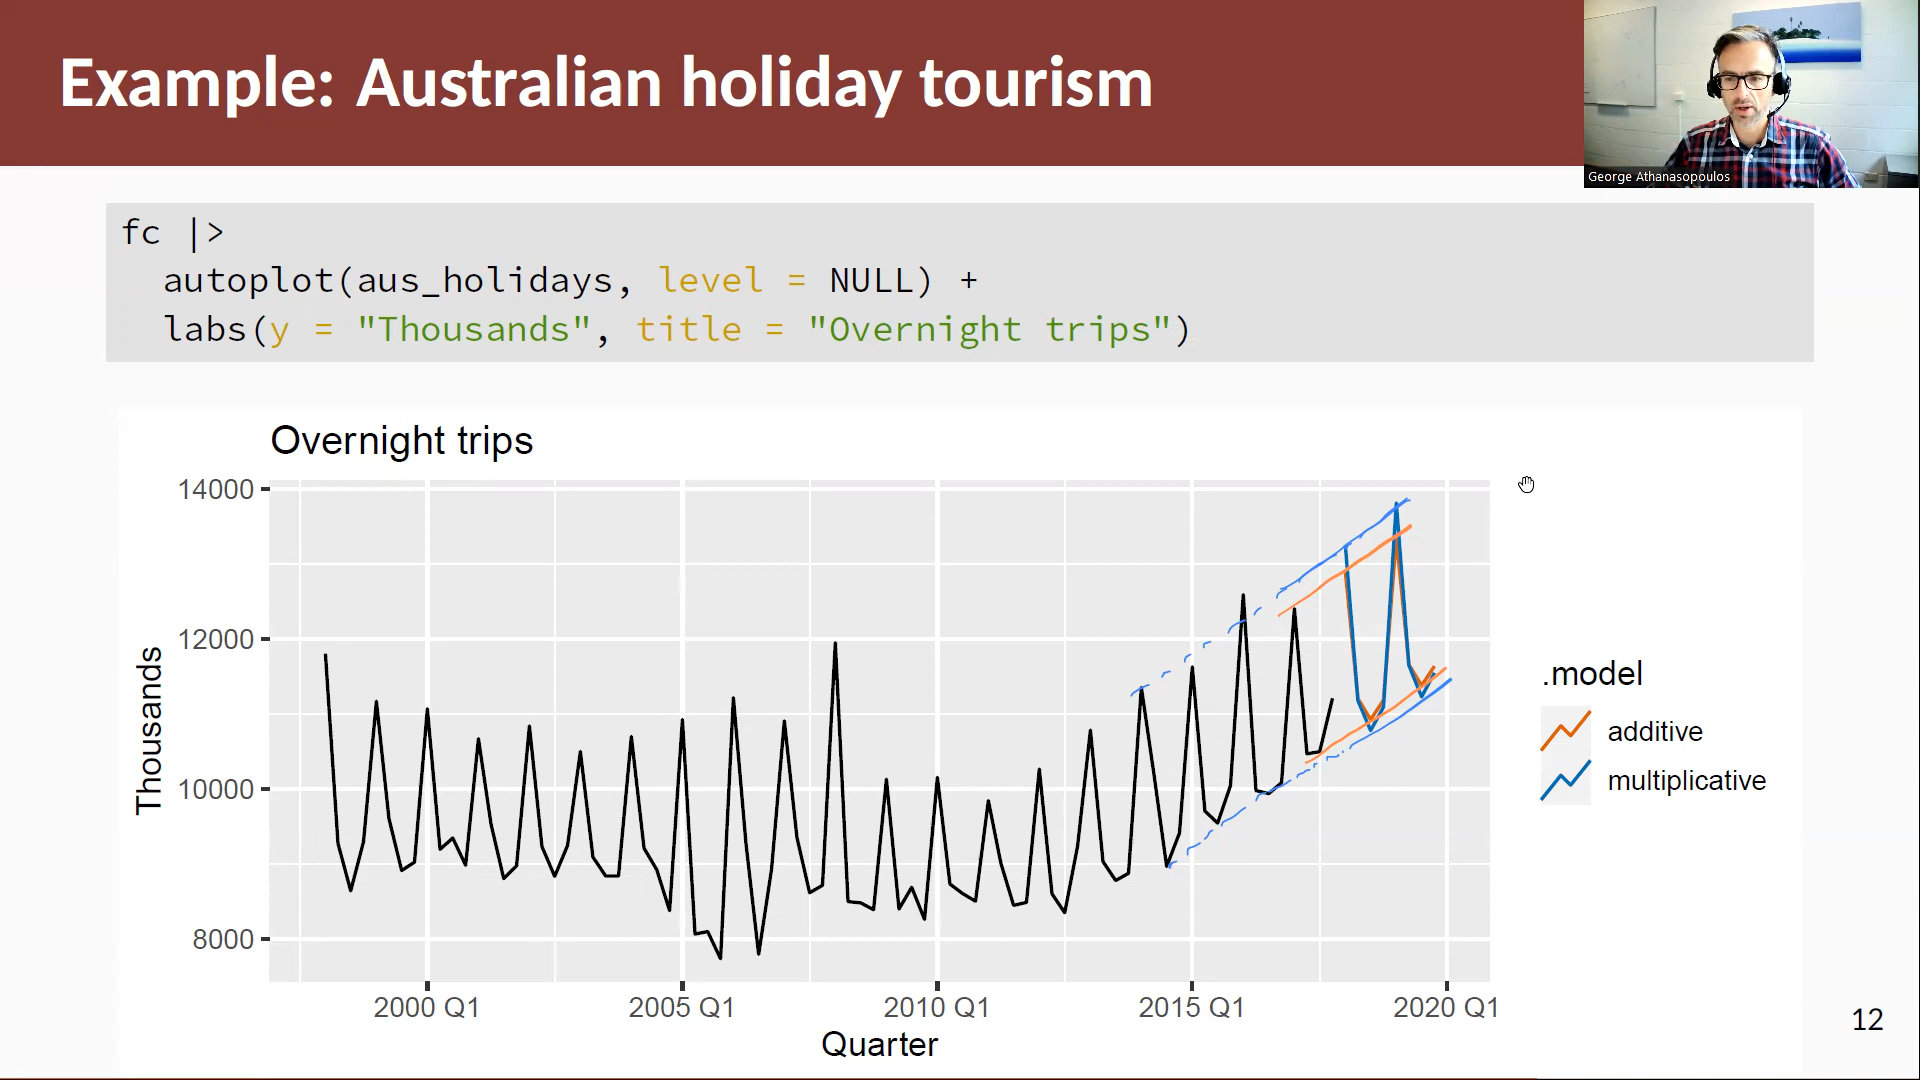 Example: Australian holiday tourism
George Athanasopoulos
fc |>
autoplot(aus_holidays, level = NULL) +
labs(y = "Thousands", title = "Overnight trips")
Overnight trips
14000
12000
10000
8000
Thousands
2000 Q1
2005 Q1
2010 Q1
2015 Q1
2020 Q1
Quarter
.model
additive
multiplicative
12